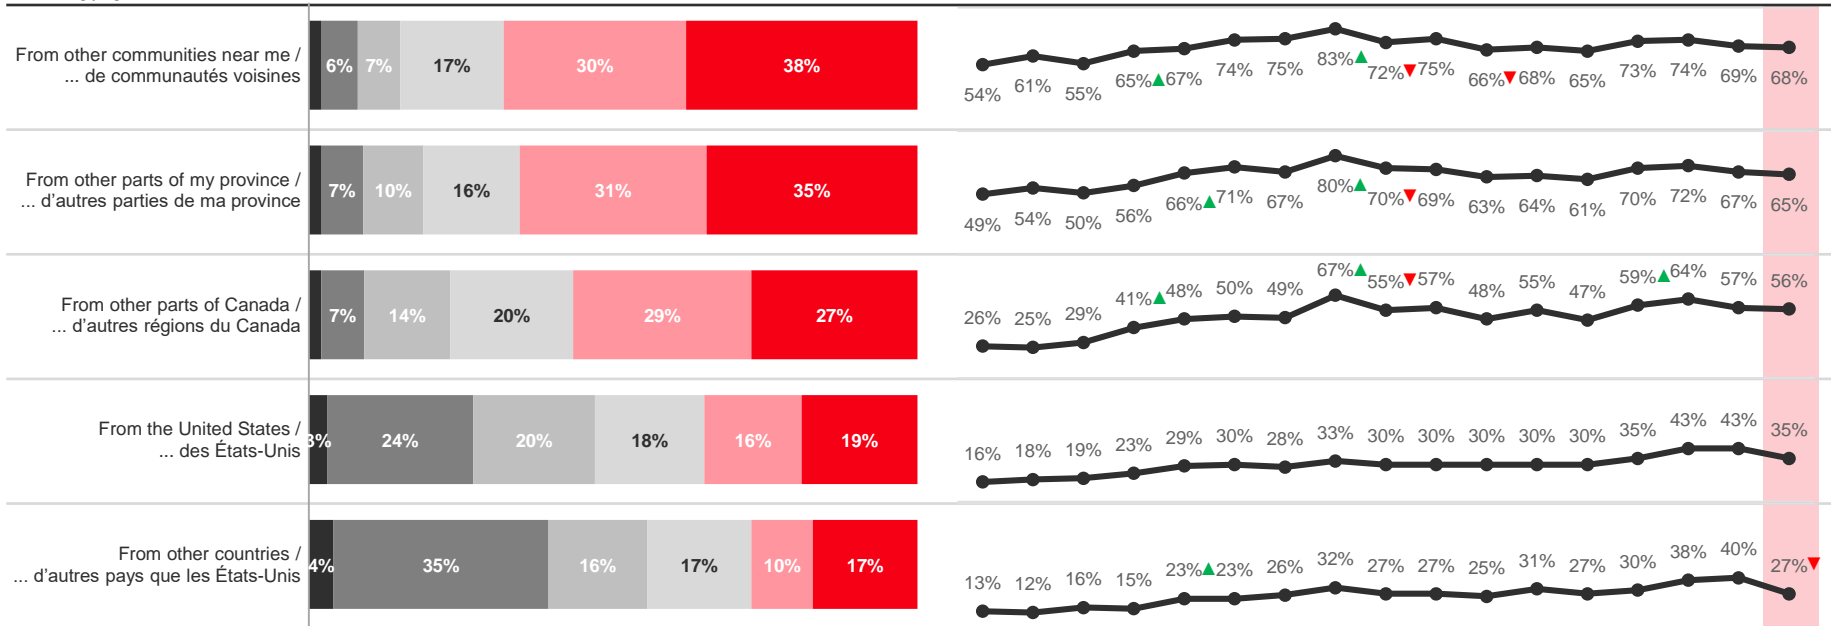 From other communities near me /
... de communautés voisines
6% 7% 17% 30% 38%
54% 61% 55% 65% 67% 74% 75% 83% 72% 75% 66% 68% 65% 73% 74% 69% 68%
From other parts of my province /
... d'autres parties de ma province
7% 10% 16% 31% 35%
49% 54% 50% 56% 66% 71% 67% 80% 70% 69% 63% 64% 61% 70% 72% 67% 65%
From other parts of Canada /
... d'autres régions du Canada
7% 14% 20% 29% 27%
26% 25% 29% 41% 48% 50% 49% 67% 55% 57% 48% 55% 47% 59% 64% 57% 56%
From the United States /
... des États-Unis
3% 24% 20% 18% 16% 19%
16% 18% 19% 23% 29% 30% 28% 33% 30% 30% 30% 30% 30% 35% 43% 43% 35%
From other countries /
... d'autres pays que les États-Unis
4% 35% 16% 17% 10% 17%
13% 12% 16% 15% 23% 23% 26% 32% 27% 27% 25% 31% 27% 30% 38% 40% 27%